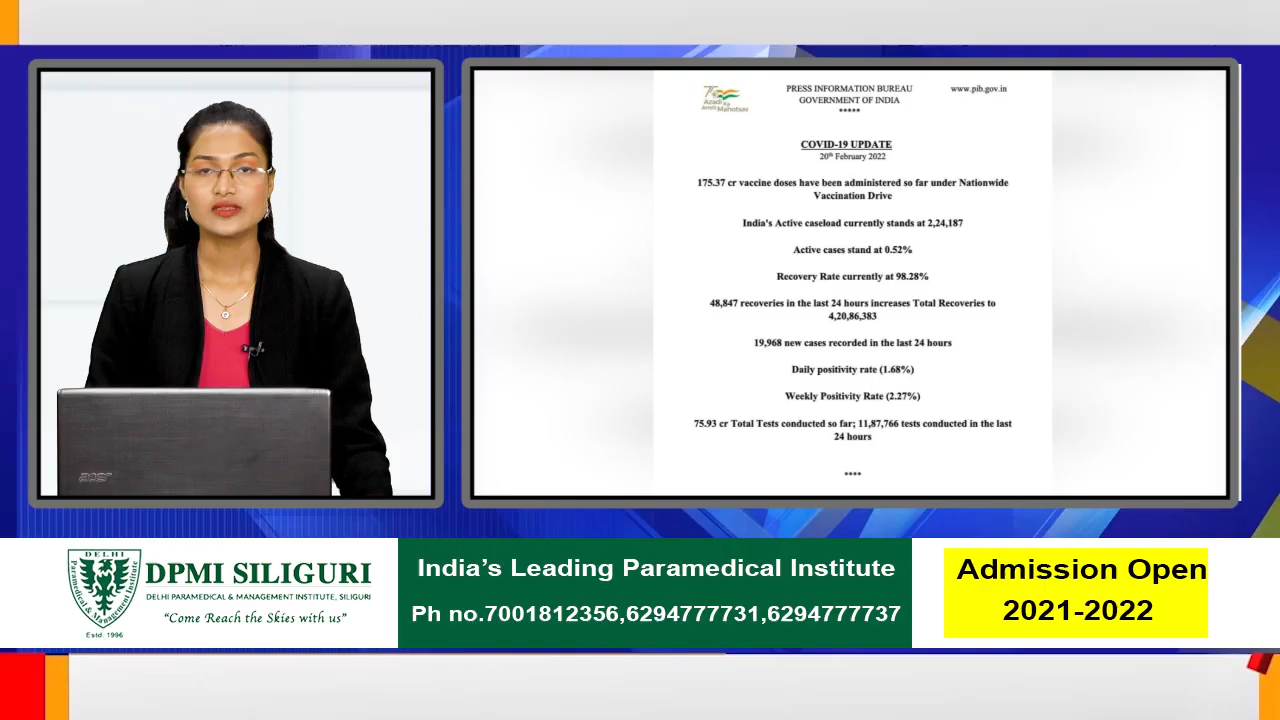 acer
75
Azadi Ka
Amrit Mahotsav
PRESS INFORMATION BUREAU
GOVERNMENT OF INDIA
*****
www.pib.gov.in
COVID-19 UPDATE
20th February 2022
175.37 cr vaccine doses have been administered so far under Nationwide
Vaccination Drive
India's Active caseload currently stands at 2,24,187
Active cases stand at 0.52%
Recovery Rate currently at 98.28%
48,847 recoveries in the last 24 hours increases Total Recoveries to
4,20,86,383
19,968 new cases recorded in the last 24 hours
Daily positivity rate (1.68%)
Weekly Positivity Rate (2.27%)
75.93 cr Total Tests conducted so far; 11,87,766 tests conducted in the last
24 hours
****
DELHI
Paramedical & Management Institute
Estd. 1996
DPMI SILIGURI
DELHI PARAMEDICAL & MANAGEMENT INSTITUTE, SILIGURI
“Come Reach the Skies with us”
India’s Leading Paramedical Institute
Ph no.7001812356,6294777731,6294777737
Admission Open
2021-2022